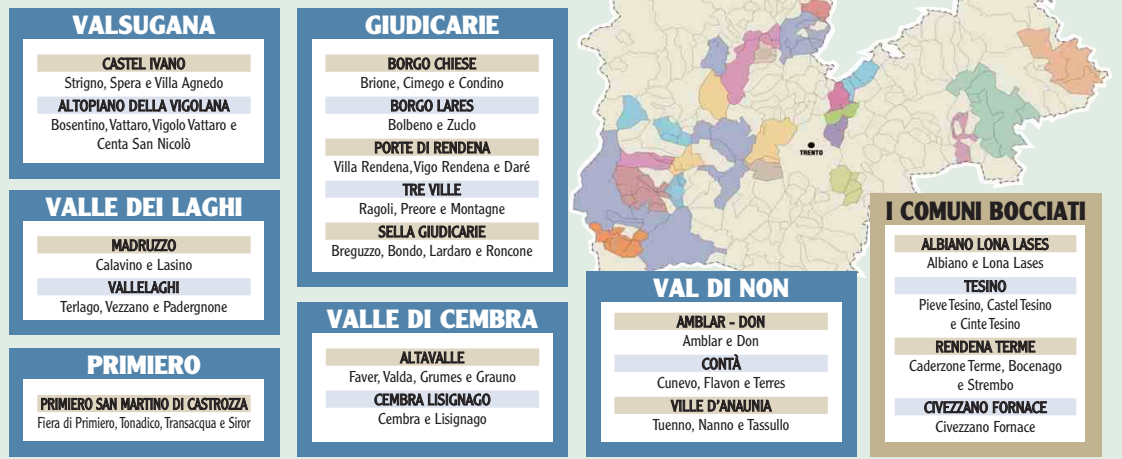 VALSUGANA
CASTEL IVANO
Strigno, Spera e Villa Agnedo
ALTOPIANO DELLA VIGOLANA
Bosentino, Vattaro, Vigolo Vattaro e
Centa San Nicolò
VALLE DEI LAGHI
MADRUZZO
Calavino e Lasino
VALLELAGHI
Terlago, Vezzano e Padergnone
PRIMIERO
PRIMIERO SAN MARTINO DI CASTROZZA
Fiera di Primiero, Tonadico, Transacqua e Siror
GIUDICARIE
BORGO CHIESE
Brione, Cimego e Condino
BORGO LARES
Bolbeno e Zuclo
PORTE DI RENDENA
Villa Rendena, Vigo Rendena e Daré
TRE VILLE
Ragoli, Preore e Montagne
SELLA GIUDICARIE
Breguzzo, Bondo, Lardaro e Roncone
VALLE DI CEMBRA
ALTAVALLE
Faver, Valda, Grumes e Grauno
CEMBRA LISIGNAGO
Cembra e Lisignago
TRENTO
VAL DI NON
AMBLAR - DON
Amblar e Don
CONTÀ
Cunevo, Flavon e Terres
VILLE D'ANAUNIA
Tuenno, Nanno e Tassullo
I COMUNI BOCCIATI
ALBIANO LONA LASES
Albiano e Lona Lases
TESINO
Pieve Tesino, Castel Tesino
e Cinte Tesino
RENDENA TERME
Caderzone Terme, Bocenago
e Strembo
CIVEZZANO FORNACE
Civezzano Fornace